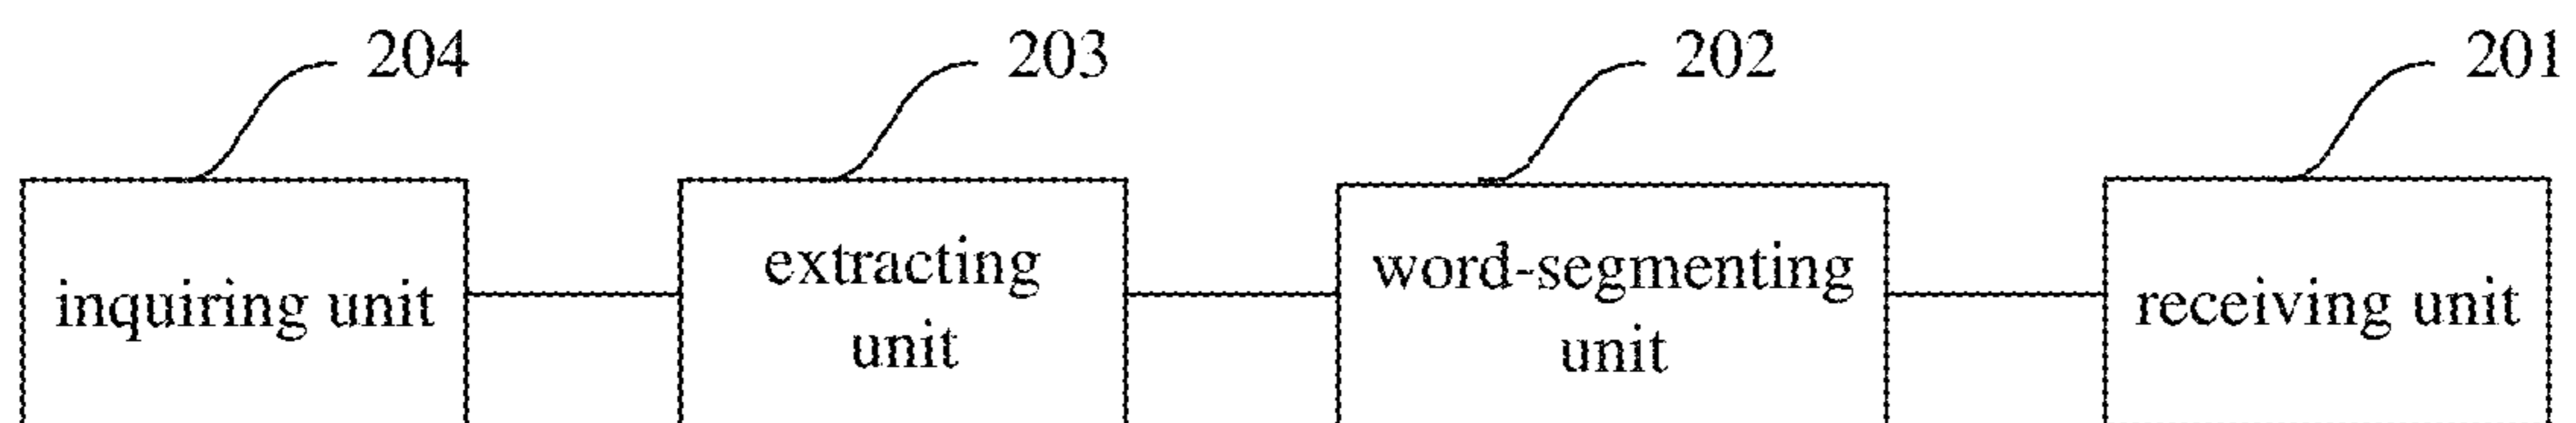 204
203
202
201
inquiring unit
extracting
unit
word-segmenting
unit
receiving unit